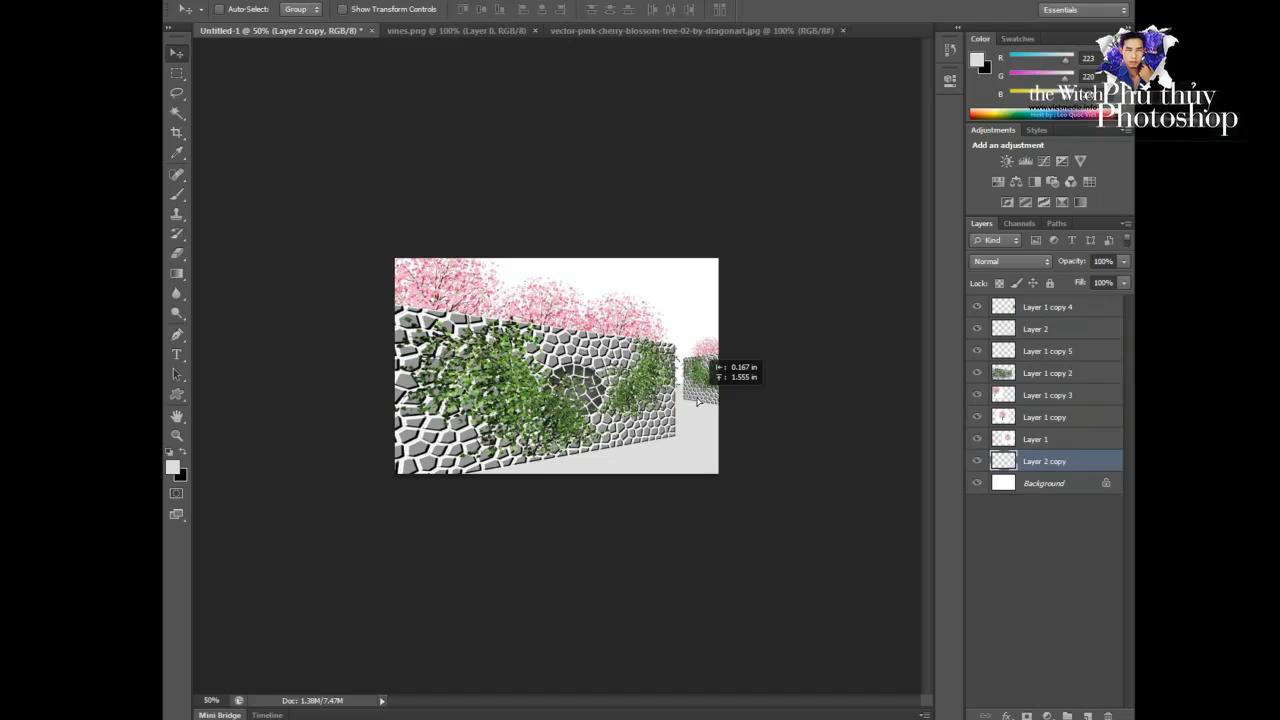 Auto-Select: Group Show Transform Controls Essentials
Untitled-1 @ 50% (Layer 2 copy, RGB/8) * × vines.png @ 100% (Layer 0, RGB/8) × vector-pink-cherry-blossom-tree-02-by-dragonart.jpg @ 100% (RGB/8#) ×
Color Swatches
R 223
G 220
B
the Witch Phù thủy
www.vietmedia.info
Photoshop
Adjustments Styles
Add an adjustment
Layers Channels Paths
Kind
Normal Opacity: 100%
Lock: Fill: 100%
Layer 1 copy 4
Layer 2
Layer 1 copy 5
Layer 1 copy 2
Layer 1 copy 3
Layer 1 copy
Layer 1
Layer 2 copy
Background
0.167 in
1.555 in
50% Doc: 1.38M/7.47M
Mini Bridge Timeline